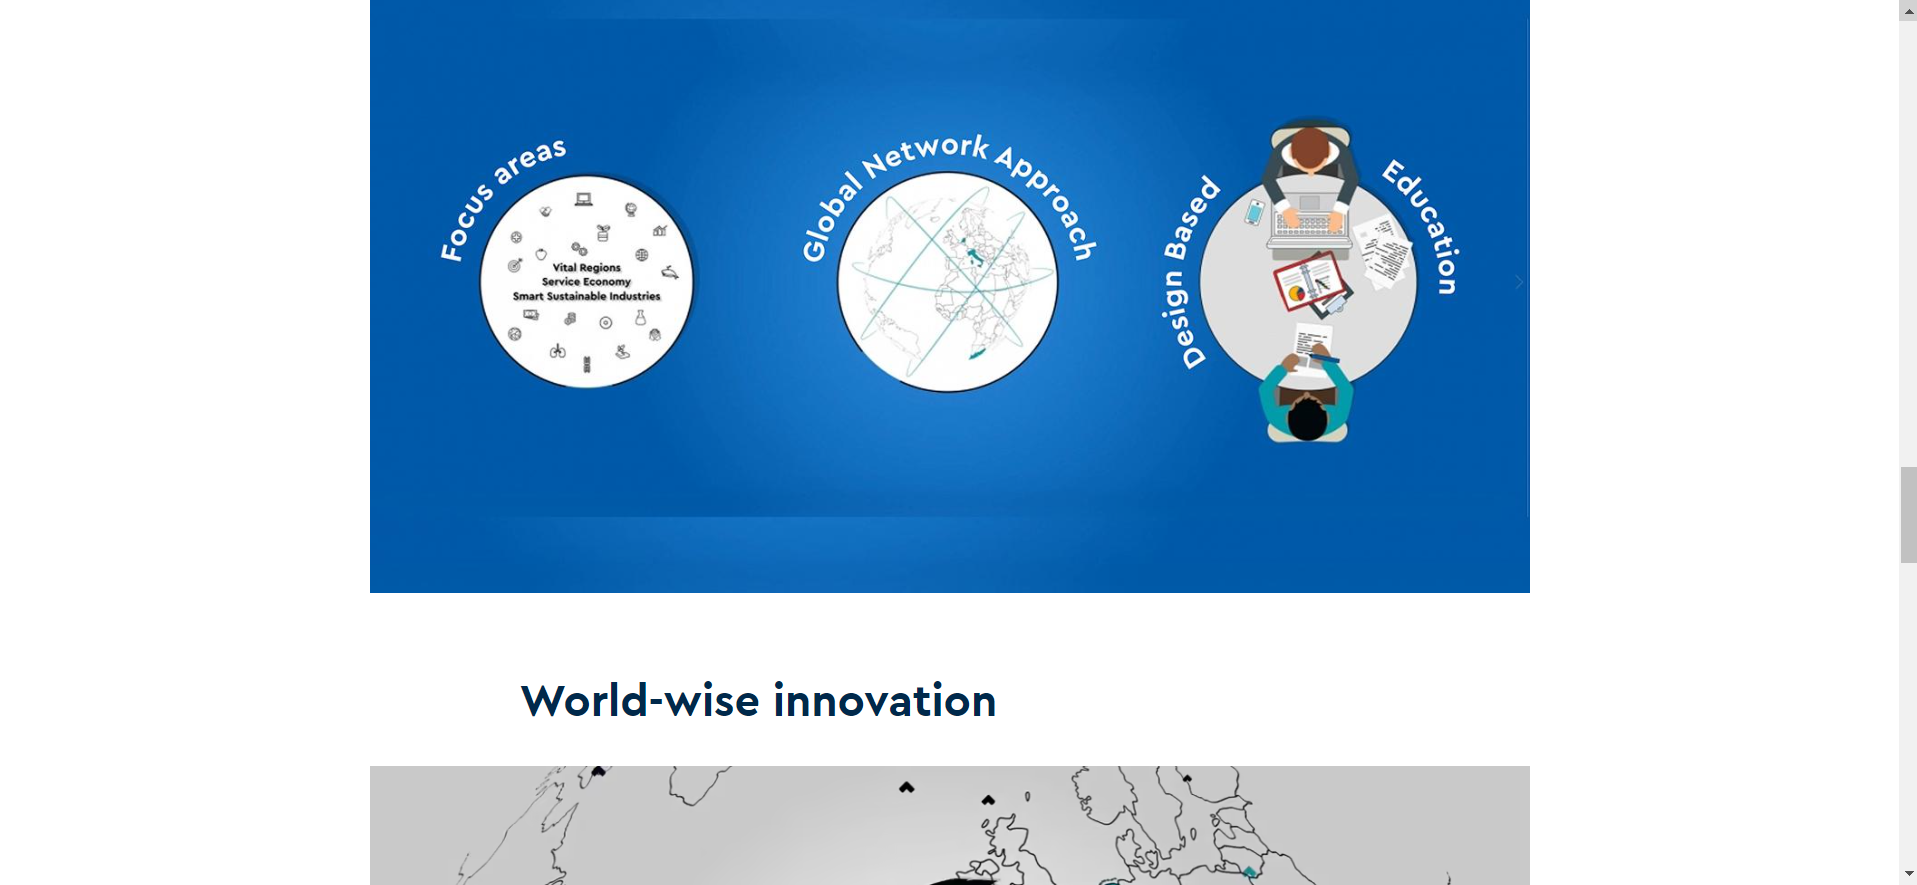 Focus areas
Vital Regions
Service Economy
Smart Sustainable Industries
Global Network Approach
Design Based
Education
World-wise innovation